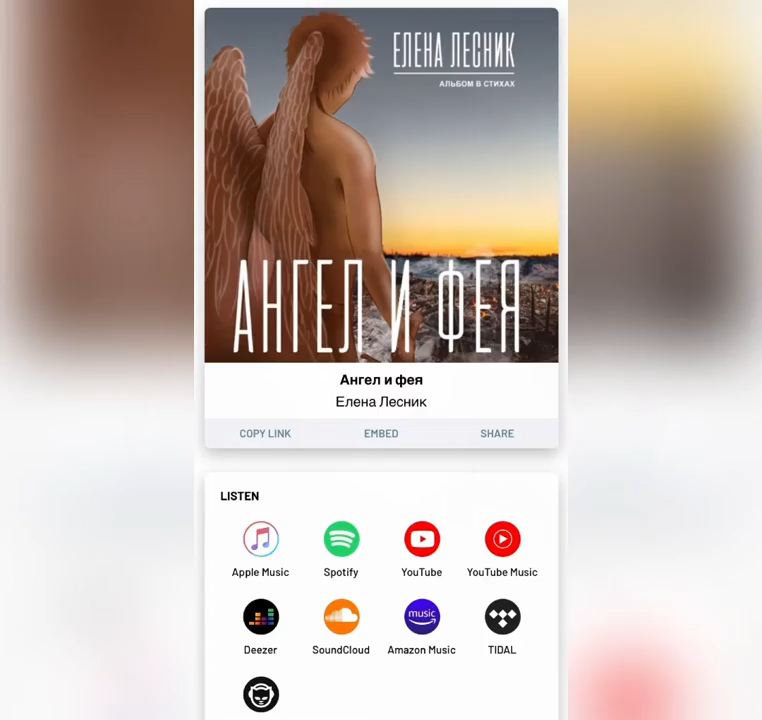 ЕЛЕНА ЛЕСНИК
АЛЬБОМ В СТИХАХ
АНГЕЛ И ФЕЯ
Ангел и фея
Елена Лесник
COPY LINK EMBED SHARE
LISTEN
Apple Music Spotify YouTube YouTube Music
music
Deezer SoundCloud Amazon Music TIDAL